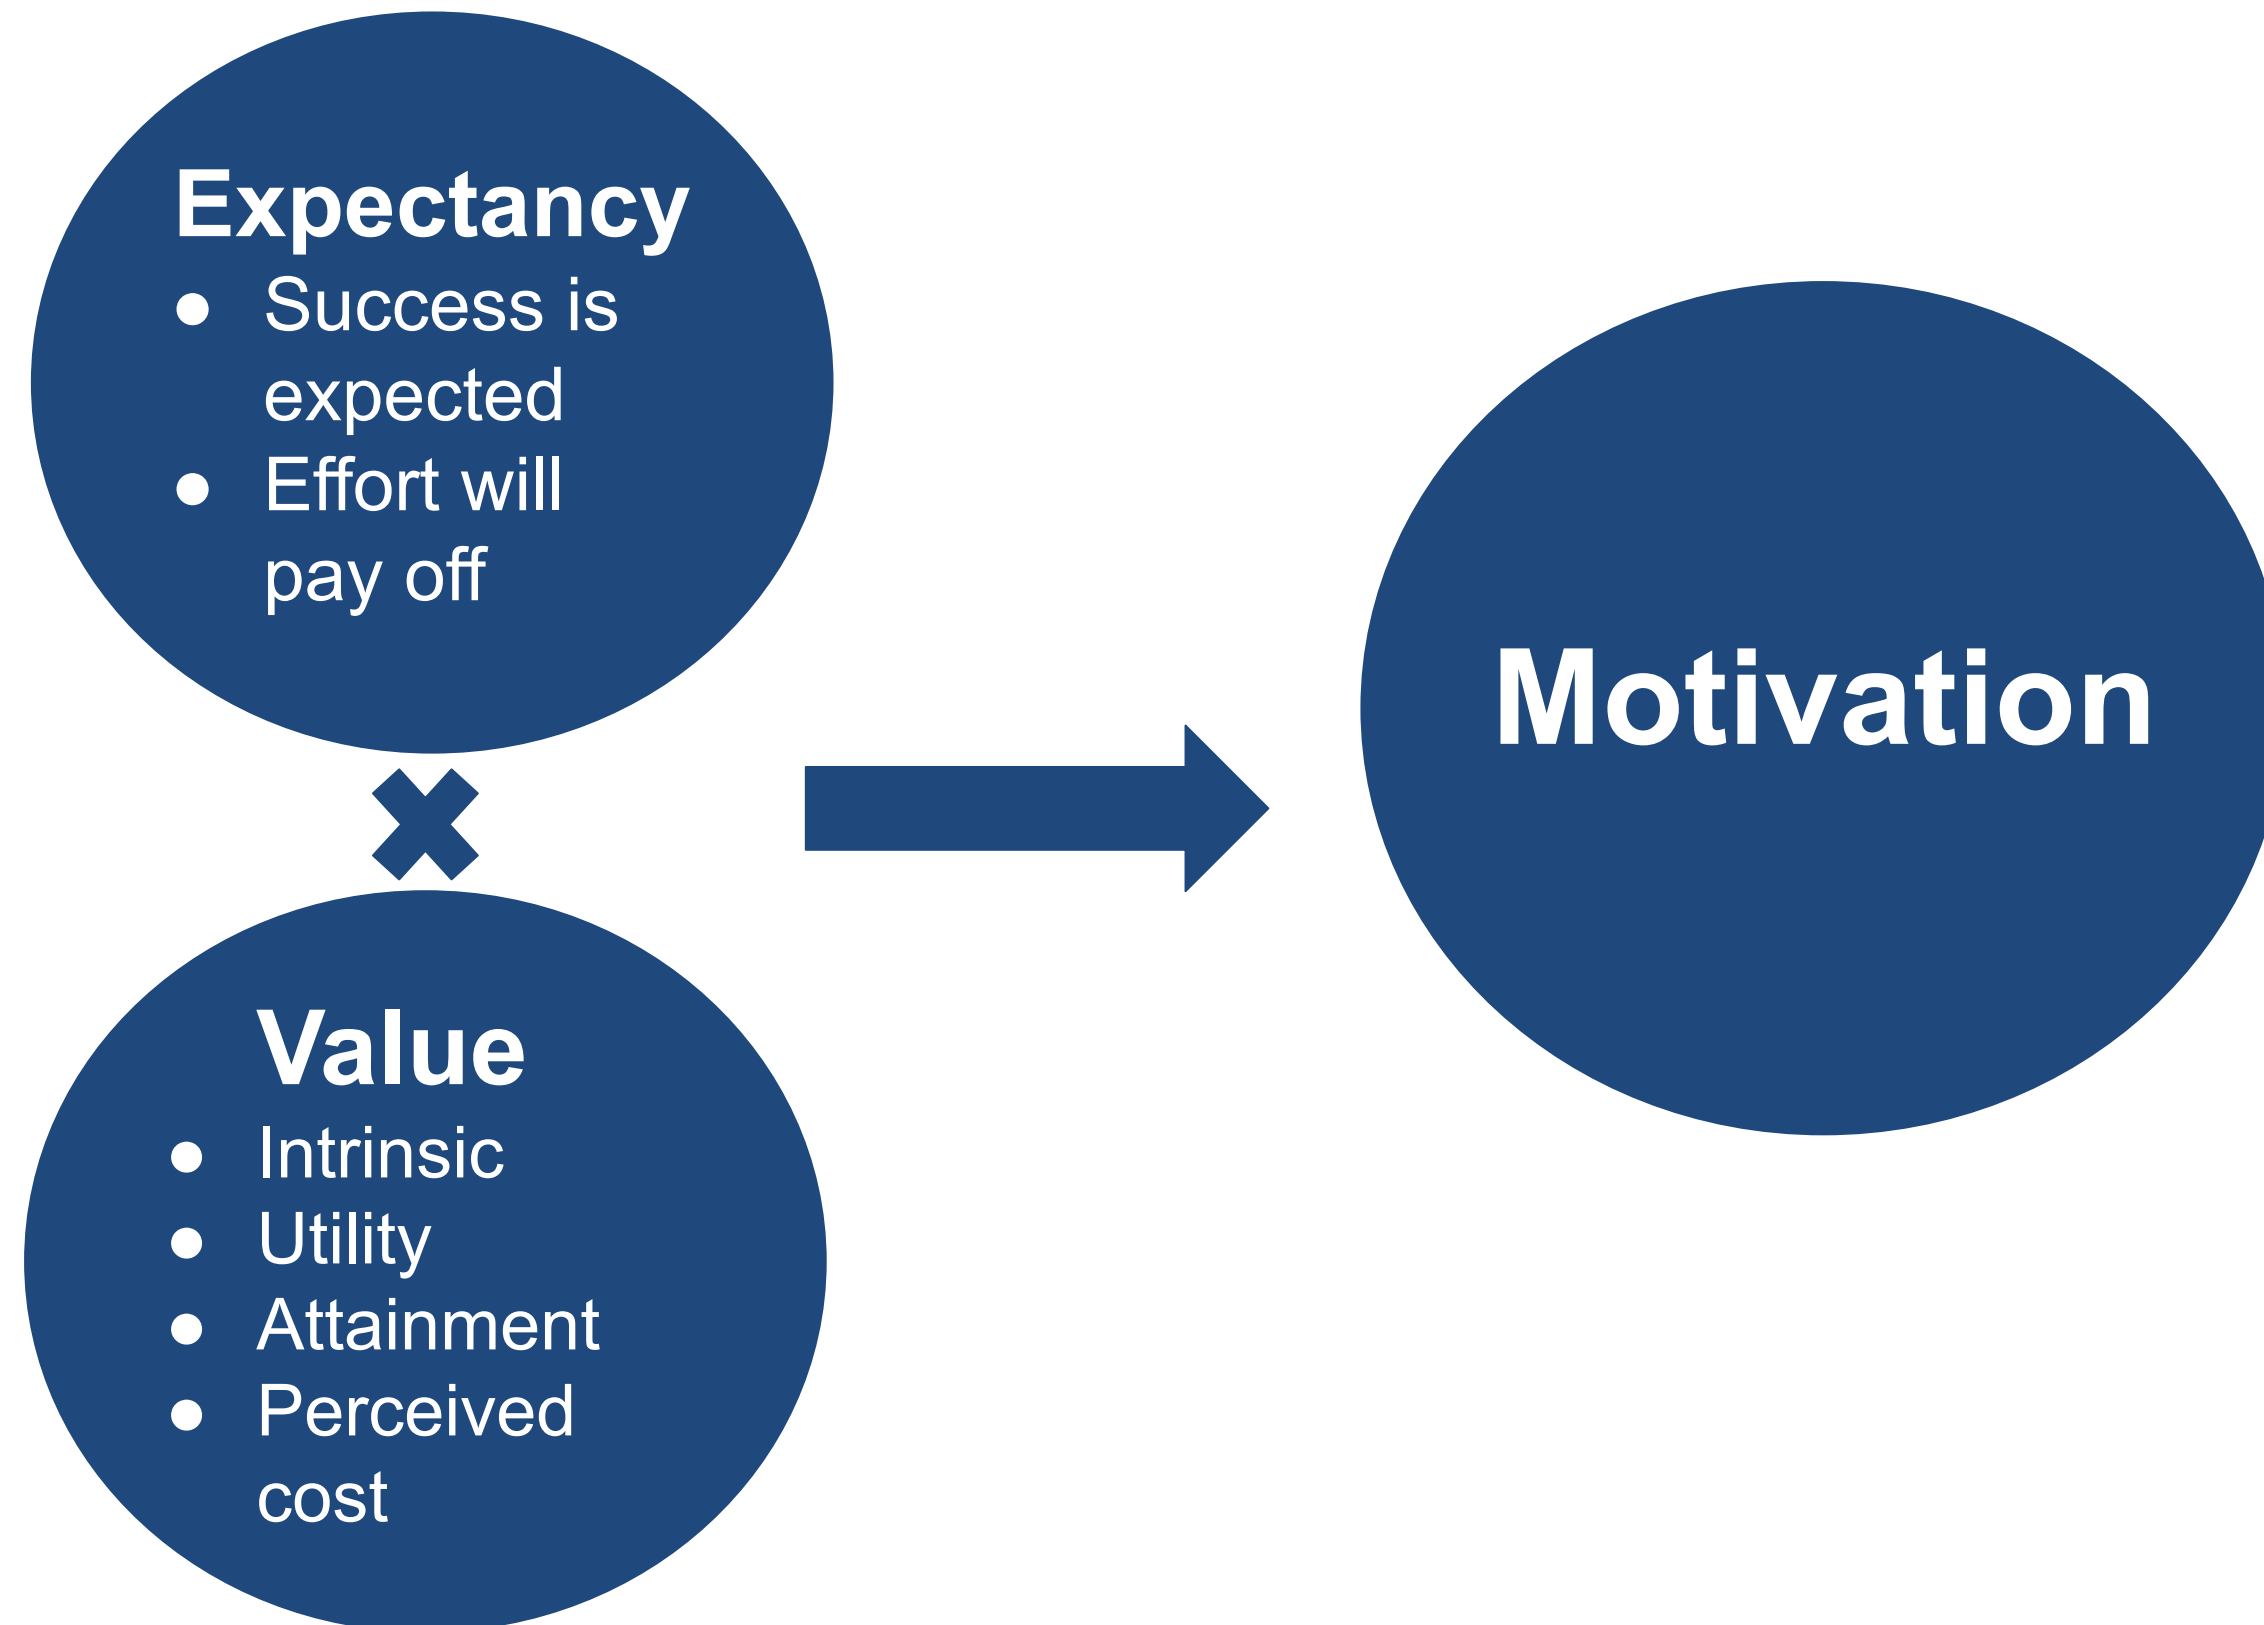 Expectancy
● Success is
expected
● Effort will
pay off
Value
● Intrinsic
● Utility
● Attainment
● Perceived
cost
Motivation